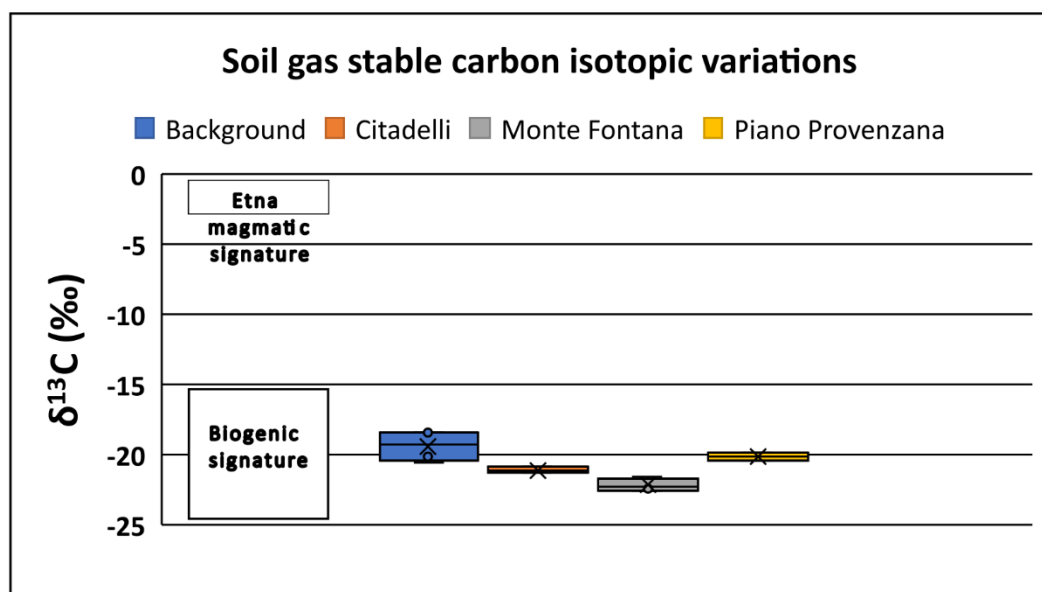 Soil gas stable carbon isotopic variations
Background Citadelli Monte Fontana Piano Provenzana
0
Etna
magmatic
signature
-5
-10
δ¹³C (‰)
-15
Biogenic
signature
-20
-25